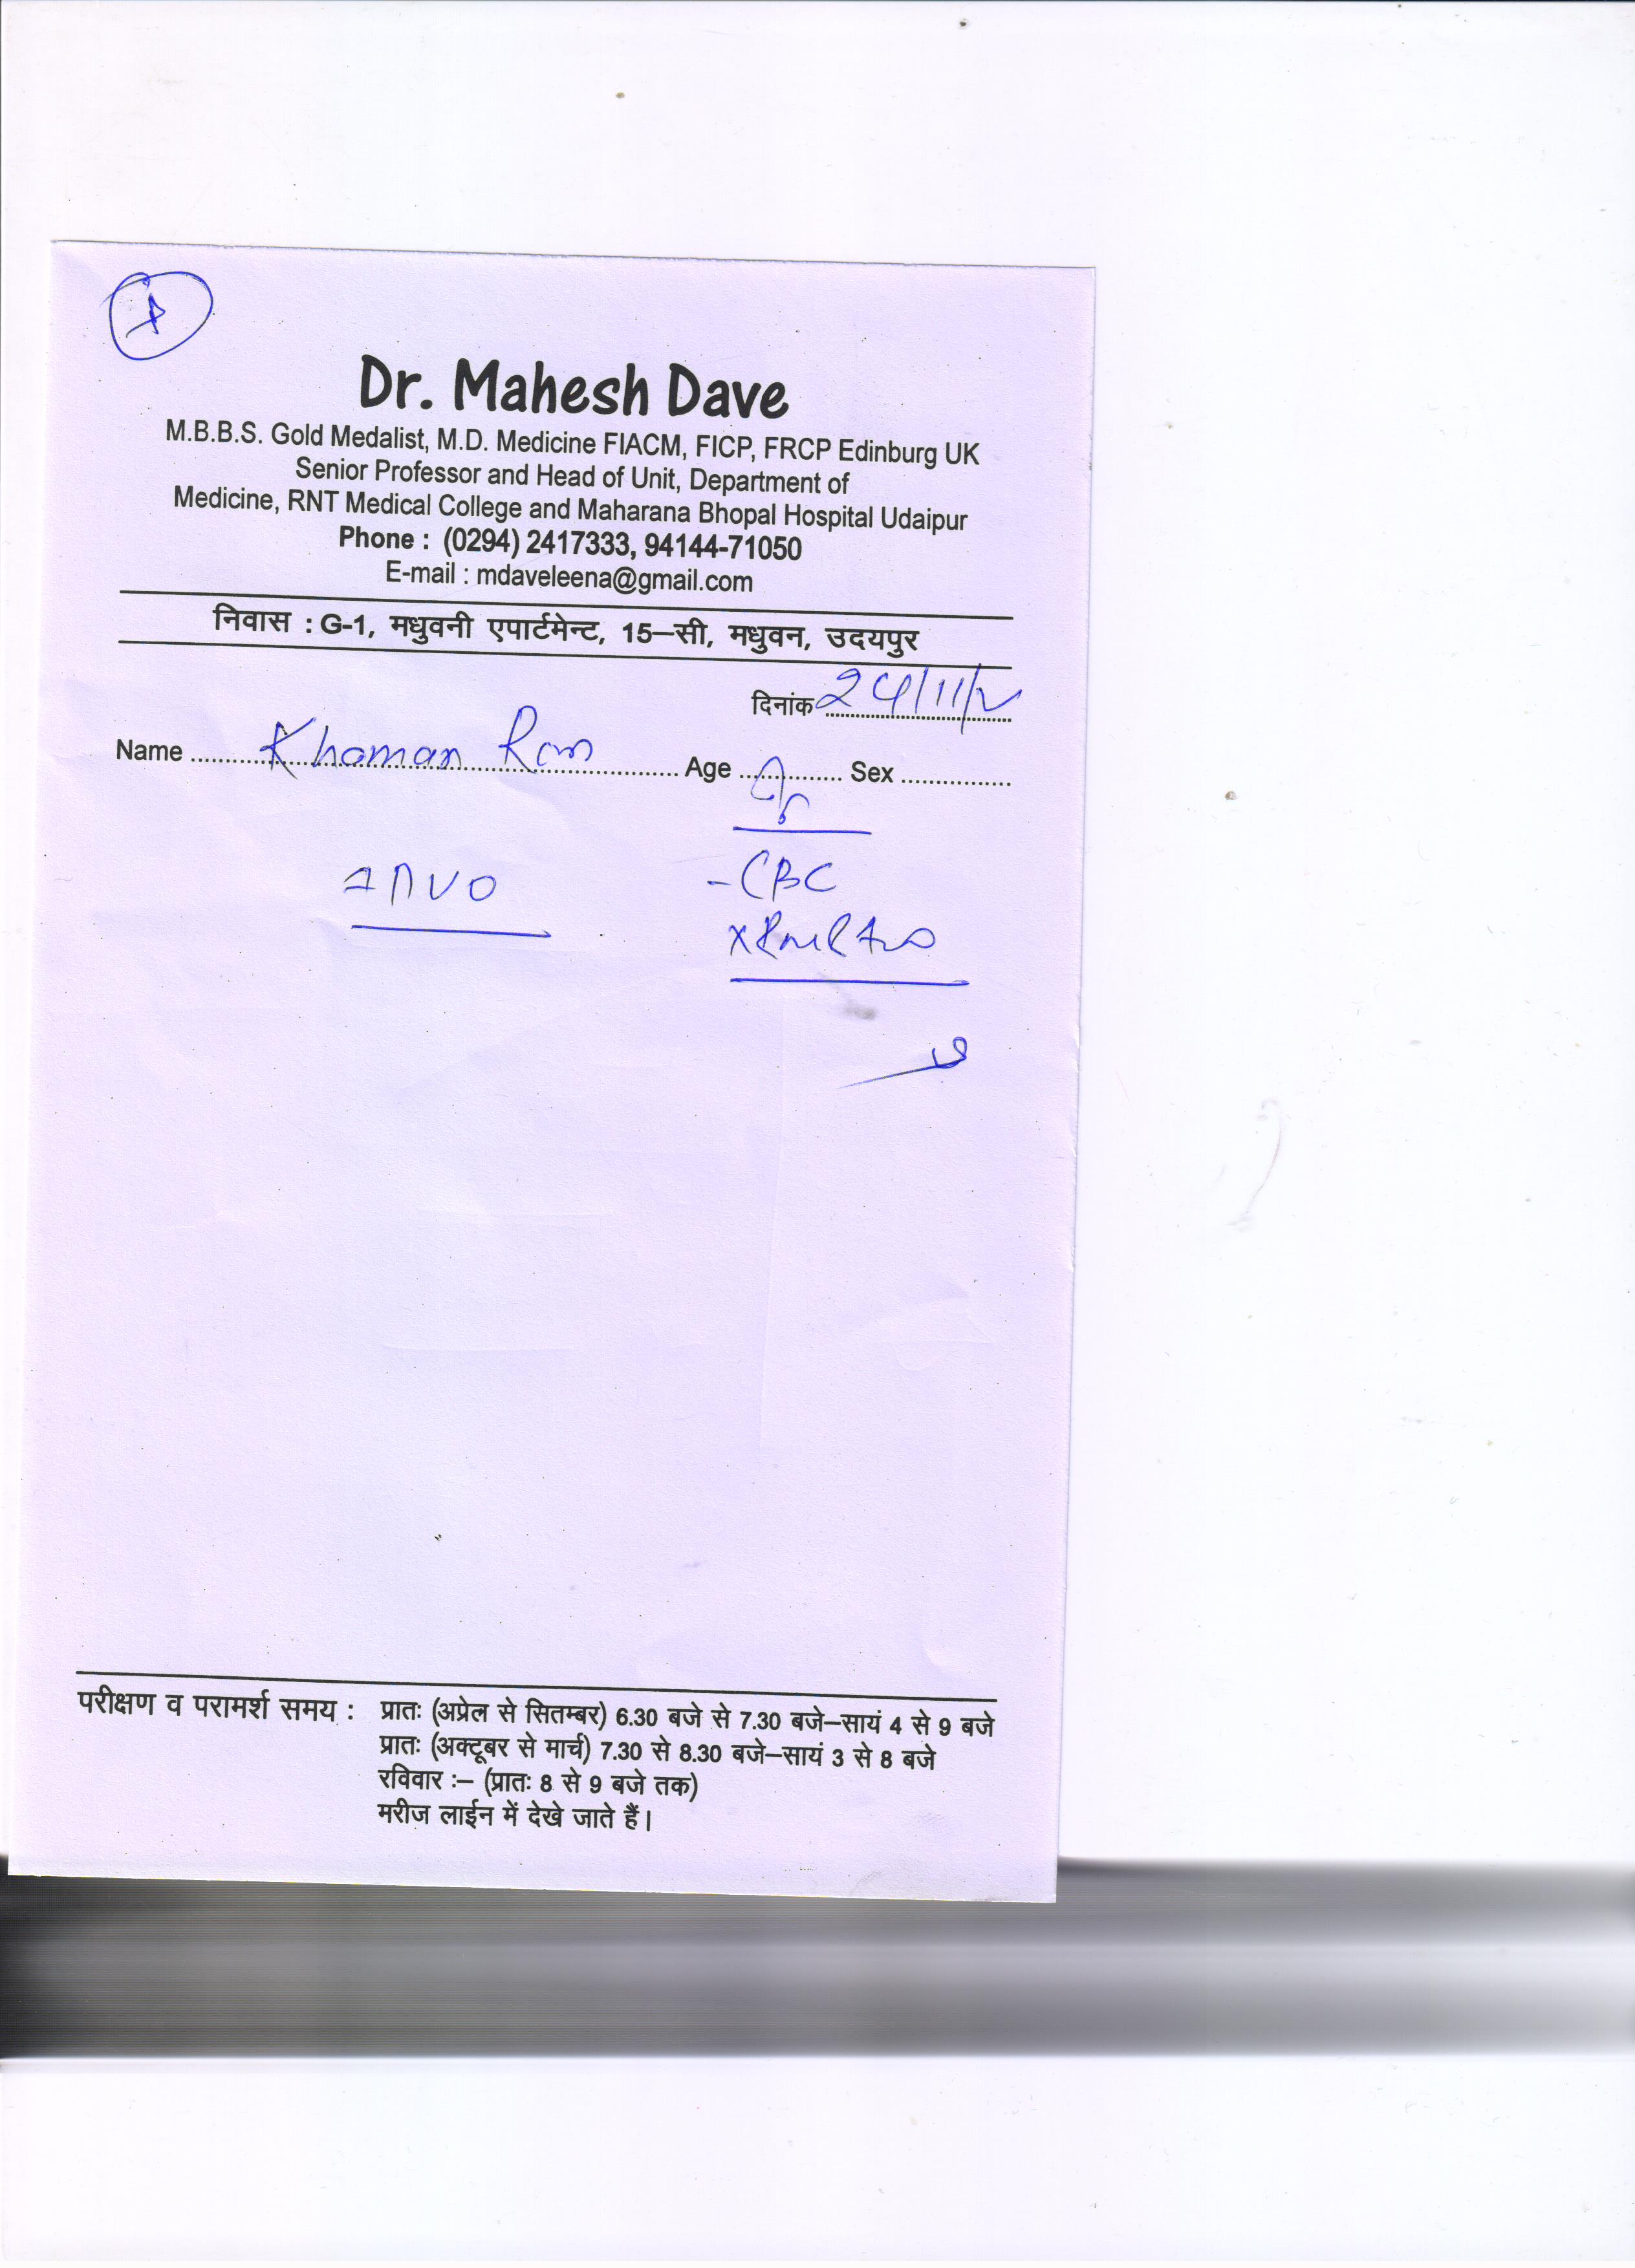 Dr. Mahesh Dave
M.B.B.S. Gold Medalist, M.D. Medicine FIACM, FICP, FRCP Edinburg UK
Senior Professor and Head of Unit, Department of
Medicine, RNT Medical College and Maharana Bhopal Hospital Udaipur
Phone : (0294) 2417333, 94144-71050
E-mail : mdaveleena@gmail.com
निवास : G-1, मधुवनी एपार्टमेन्ट, 15–सी, मधुवन, उदयपुर
दिनांक
Name Khaman Ram Age Sex
- CBC
परीक्षण व परामर्श समय : प्रातः (अप्रेल से सितम्बर) 6.30 बजे से 7.30 बजे–सायं 4 से 9 बजे
प्रातः (अक्टूबर से मार्च) 7.30 से 8.30 बजे–सायं 3 से 8 बजे
रविवार :– (प्रातः 8 से 9 बजे तक)
मरीज लाईन में देखे जाते हैं।